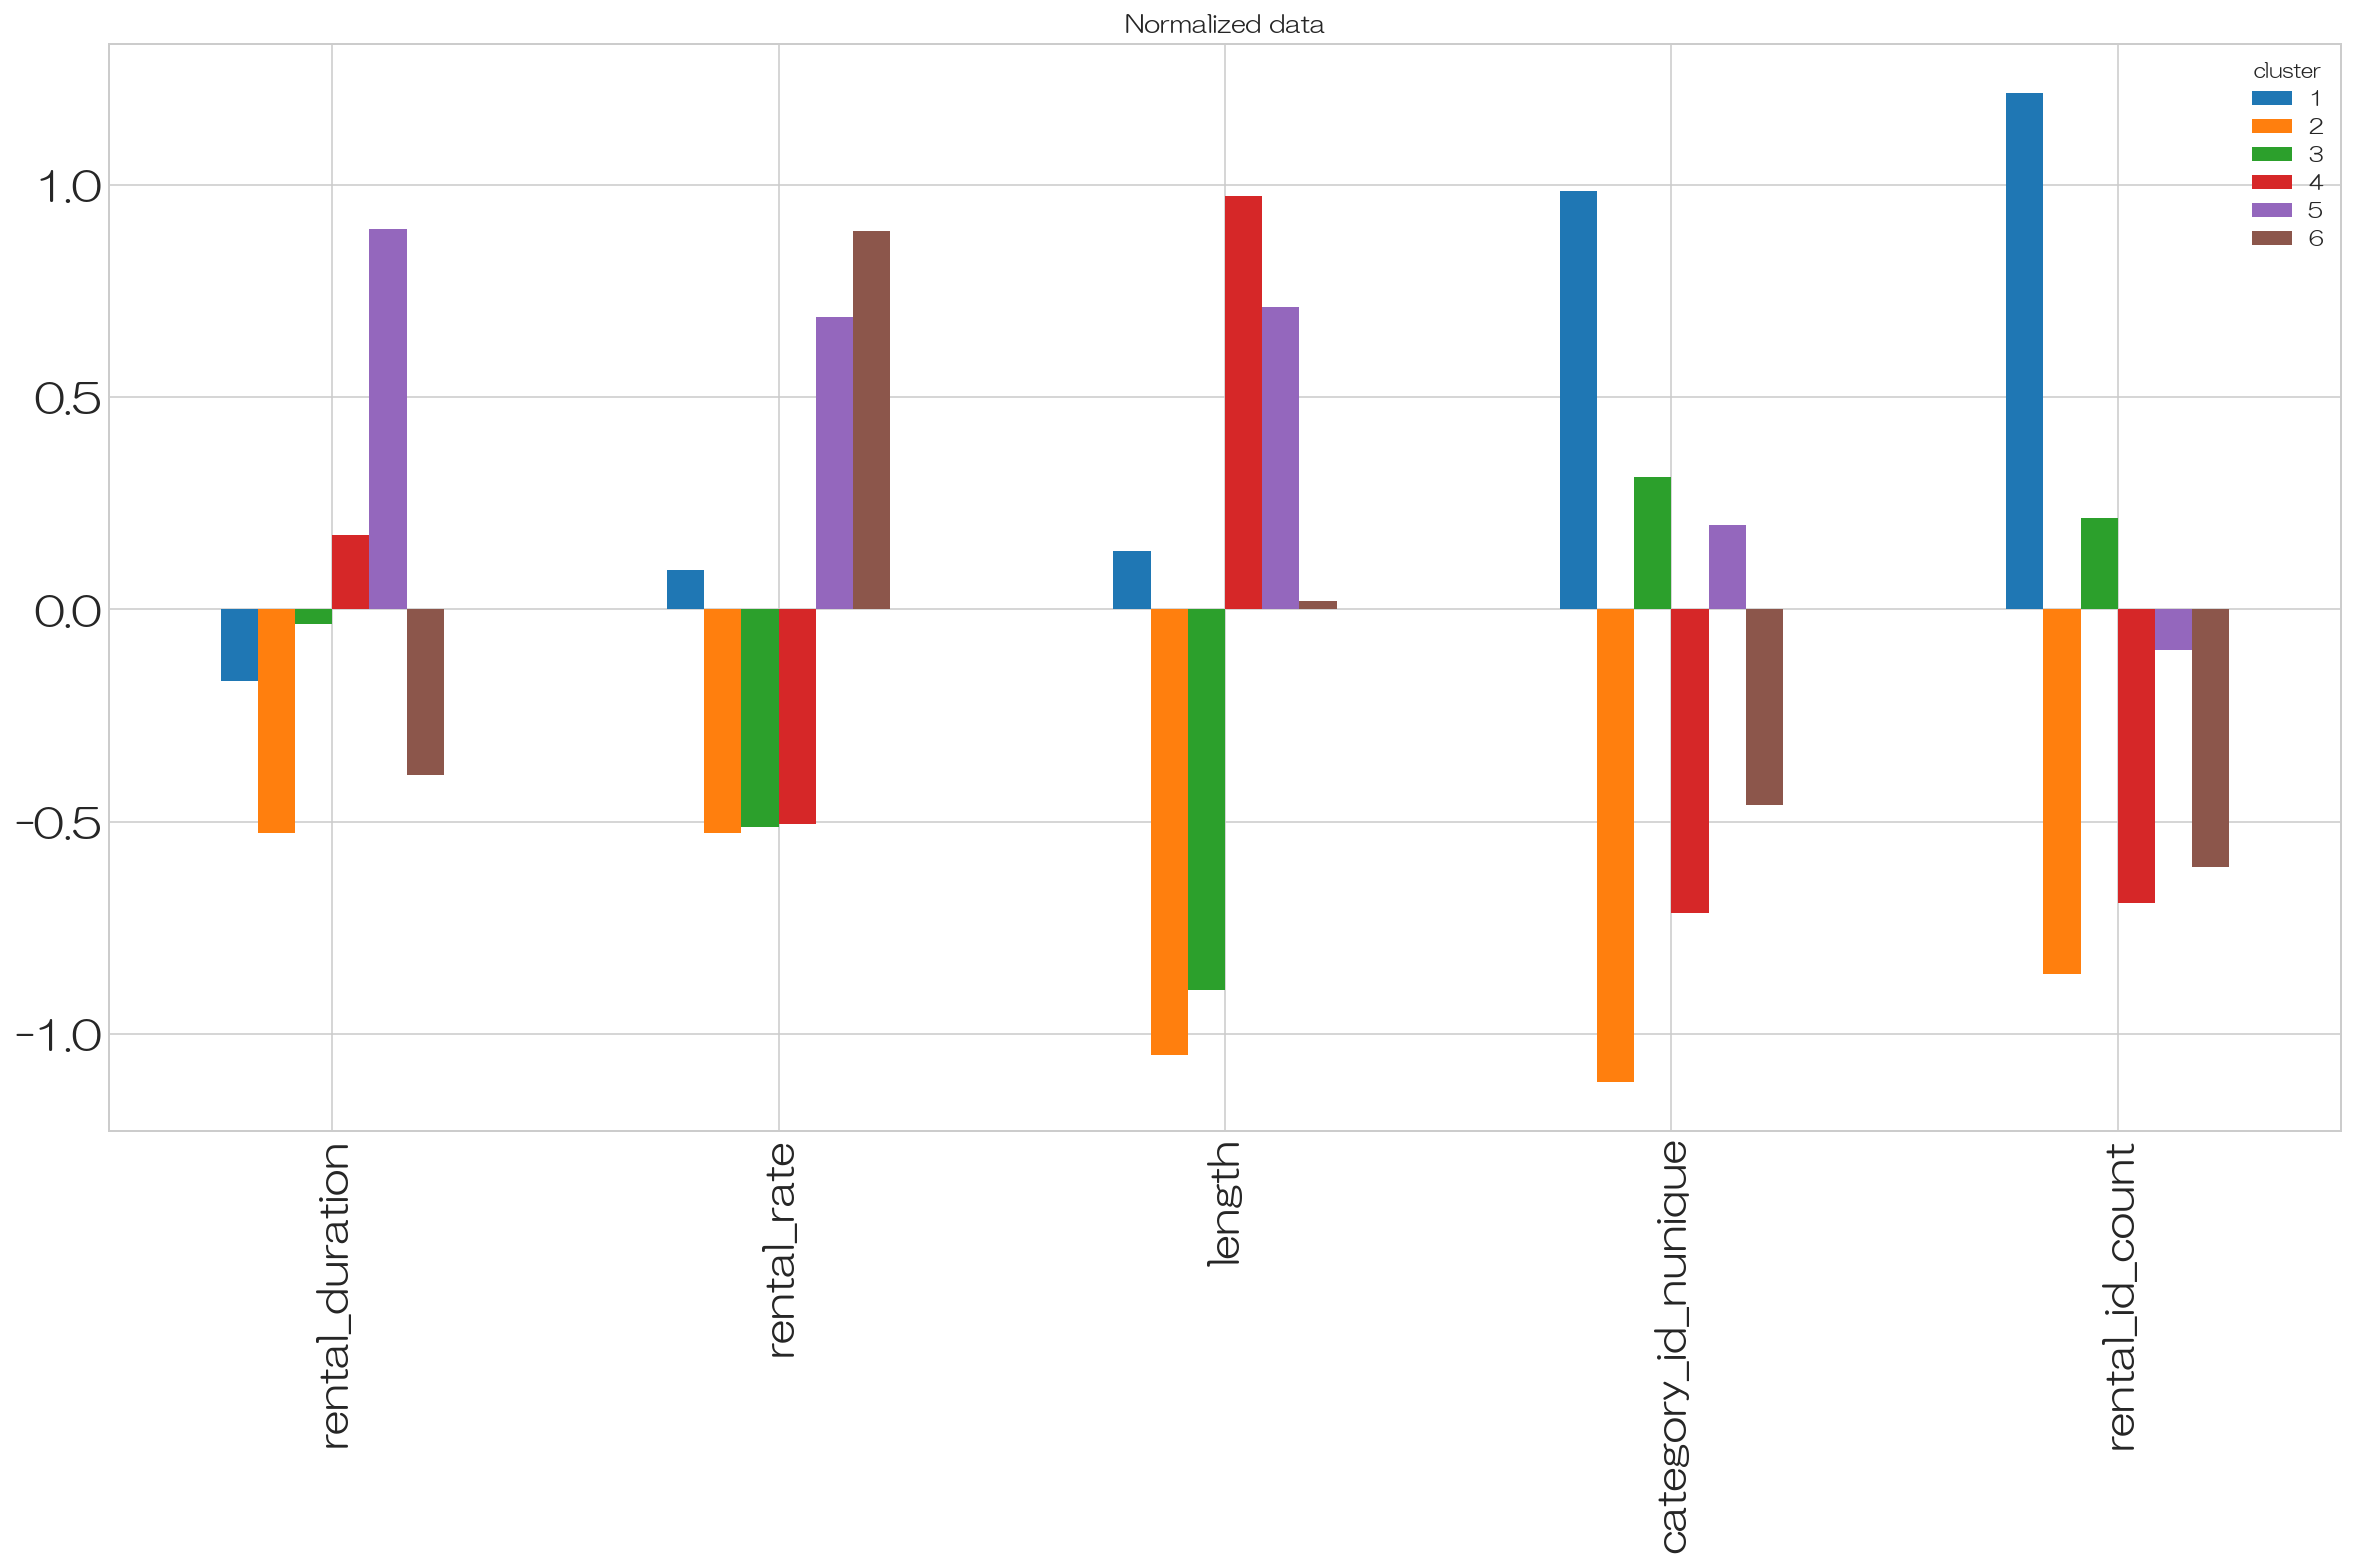 Normalized data
cluster
1
2
3
4
5
6
1.0
0.5
0.0
-0.5
-1.0
rental_duration
rental_rate
length
category_id_nunique
rental_id_count